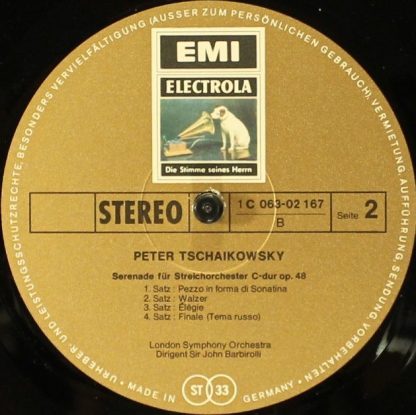 EMI
ELECTROLA
Die Stimme seines Herrn
STEREO
1 C 063-02 167
B
Seite 2
PETER TSCHAIKOWSKY
Serenade für Streichorchester C-dur op. 48
1. Satz : Pezzo in forma di Sonatina
2. Satz : Walzer
3. Satz : Élégie
4. Satz : Finale (Tema russo)
London Symphony Orchestra
Dirigent Sir John Barbirolli
URHEBER- UND LEISTUNGSSCHUTZRECHTE, BESONDERS VERVIELFÄLTIGUNG (AUSSER ZUM PERSÖNLICHEN GEBRAUCH), VERMIETUNG, AUFFÜHRUNG, SENDUNG VORBEHALTEN
• MADE IN GERMANY •
ST 33